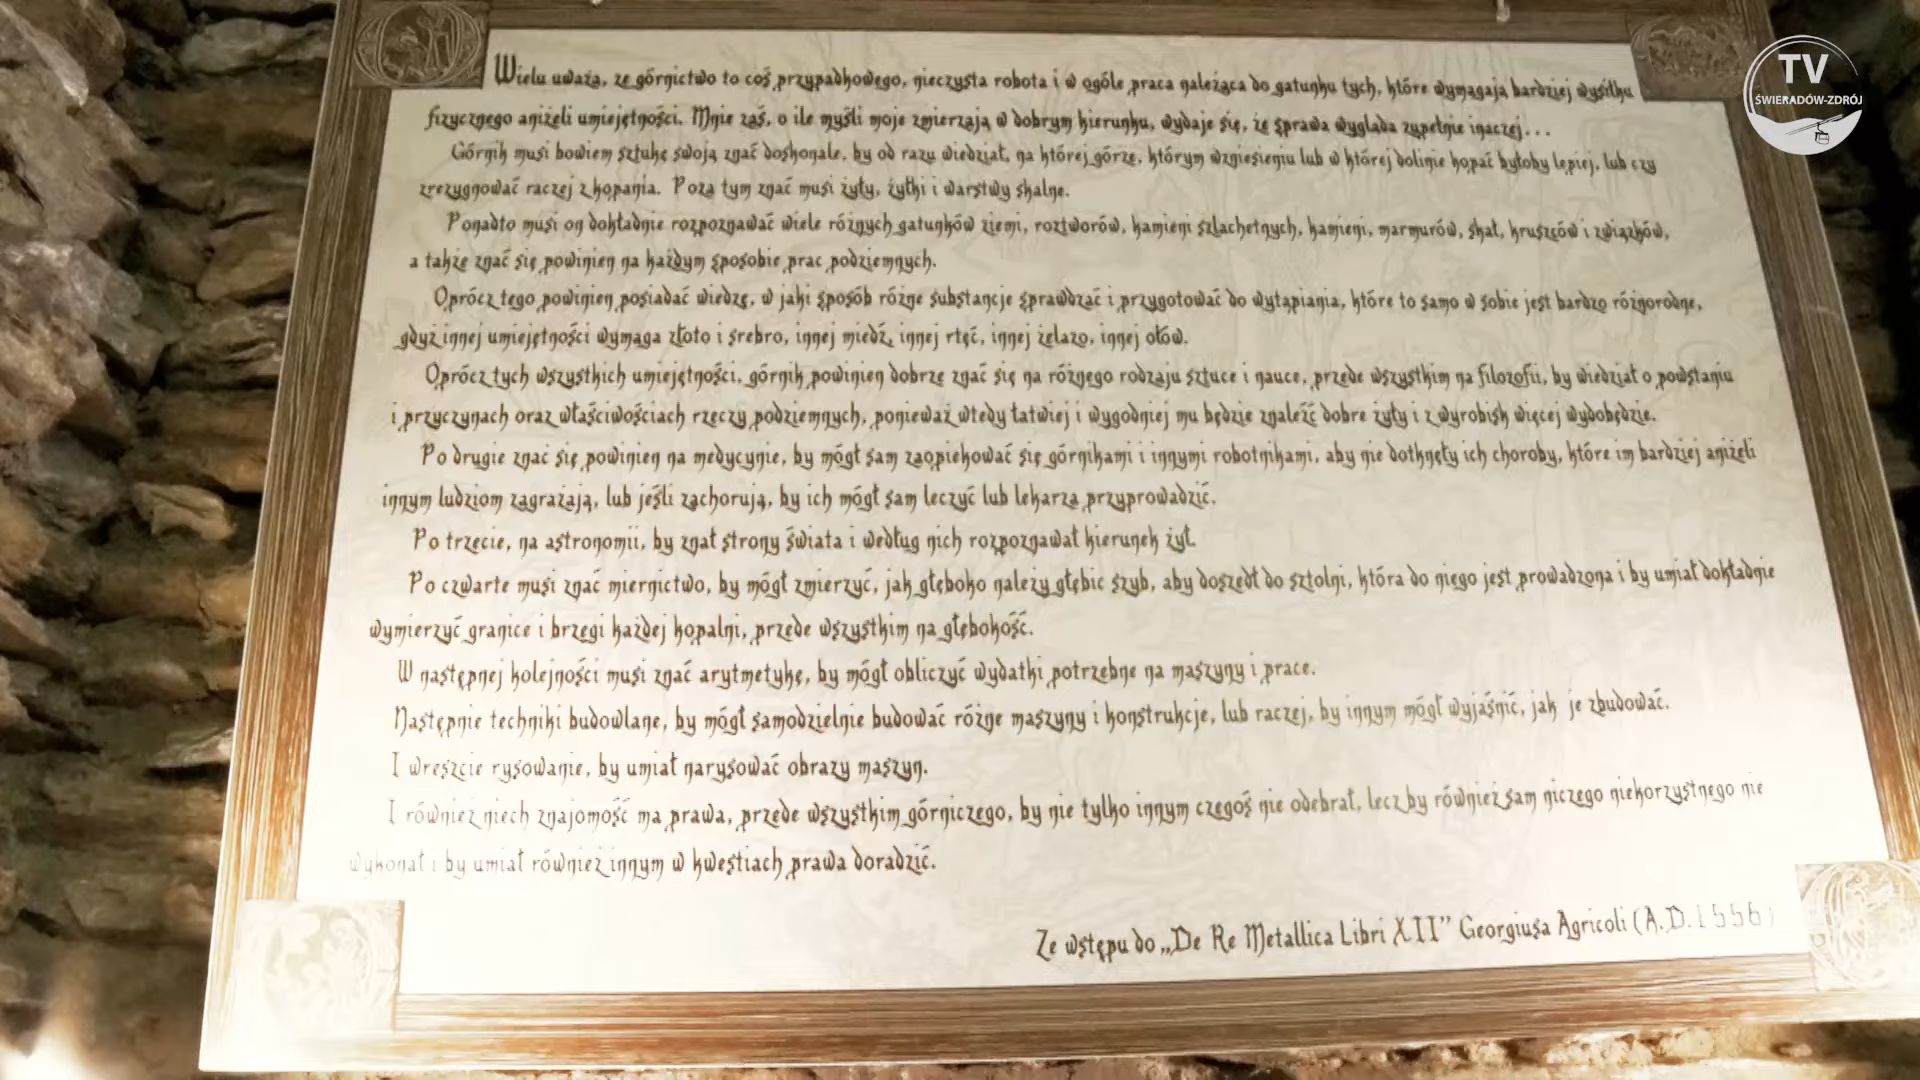 Wielu uważa, że górnictwo to coś przypadkowego, nieczysta robota i w ogóle praca należąca do gatunku tych, które wymagają bardziej wysiłku
fizycznego aniżeli umiejętności. Mnie zaś, o ile myśli moje zmierzają w dobrym kierunku, wydaje się, że sprawa wygląda zupełnie inaczej...
Górnik musi bowiem sztukę swoją znać doskonale, by od razu wiedział, na której górze, którym wzniesieniu lub w której dolinie kopać byłoby lepiej, lub czy
zrezygnować raczej z kopania. Poza tym znać musi żyły, żyłki i warstwy skalne.
Ponadto musi on dokładnie rozpoznawać wiele różnych gatunków ziemi, roztworów, kamieni szlachetnych, kamieni, marmurów, skał, kruszców i związków,
a także znać się powinien na każdym sposobie prac podziemnych.
Oprócz tego powinien posiadać wiedzę, w jaki sposób różne substancje sprawdzać i przygotować do wytapiania, które to samo w sobie jest bardzo różnorodne,
gdyż innej umiejętności wymaga złoto i srebro, innej miedź, innej rtęć, innej żelazo, innej ołów.
Oprócz tych wszystkich umiejętności, górnik powinien dobrze znać się na różnego rodzaju sztuce i nauce, przede wszystkim na filozofii, by wiedział o powstaniu
i przyczynach oraz właściwościach rzeczy podziemnych, ponieważ wtedy łatwiej i wygodniej mu będzie znaleźć dobre żyły i z wyrobisk więcej wydobędzie.
Po drugie znać się powinien na medycynie, by mógł sam zaopiekować się górnikami i innymi robotnikami, aby nie dotknęły ich choroby, które im bardziej aniżeli
innym ludziom zagrażają, lub jeśli zachorują, by ich mógł sam leczyć lub lekarza przyprowadzić.
Po trzecie, na astronomii, by znał strony świata i według nich rozpoznawał kierunek żył.
Po czwarte musi znać miernictwo, by mógł zmierzyć, jak głęboko należy głębic szyb, aby doszedł do sztolni, która do niego jest prowadzona i by umiał dokładnie
wymierzyć granice i brzegi każdej kopalni, przede wszystkim na głębokość.
W następnej kolejności musi znać arytmetykę, by mógł obliczyć wydatki potrzebne na maszyny i prace.
Następnie techniki budowlane, by mógł samodzielnie budować różne maszyny i konstrukcje, lub raczej, by innym mógł wyjaśnić, jak je zbudować.
I wreszcie rysowanie, by umiał narysować obrazy maszyn.
I również niech znajomość ma prawa, przede wszystkim górniczego, by nie tylko innym czegoś nie odebrał, lecz by również sam niczego niekorzystnego nie
wykonał i by umiał również innym w kwestiach prawa doradzić.
Ze wstępu do „De Re Metallica Libri XII” Georgiusa Agricoli (A.D.1556)
TV
ŚWIERADÓW-ZDRÓJ